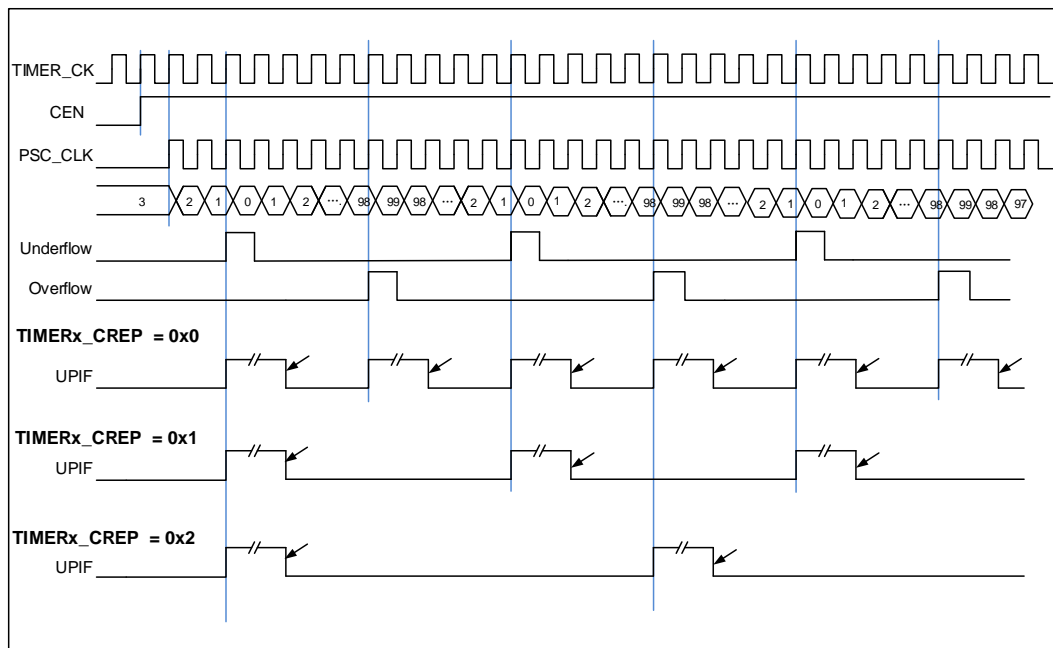 TIMER_CK
CEN
PSC_CLK
3 2 1 0 1 2 .... 98 99 98 ... 2 1 0 1 2 .... 98 99 98 ... 2 1 0 1 2 ... 98 99 98 97
Underflow
Overflow
TIMERx_CREP = 0x0
UPIF
TIMERx_CREP = 0x1
UPIF
TIMERx_CREP = 0x2
UPIF